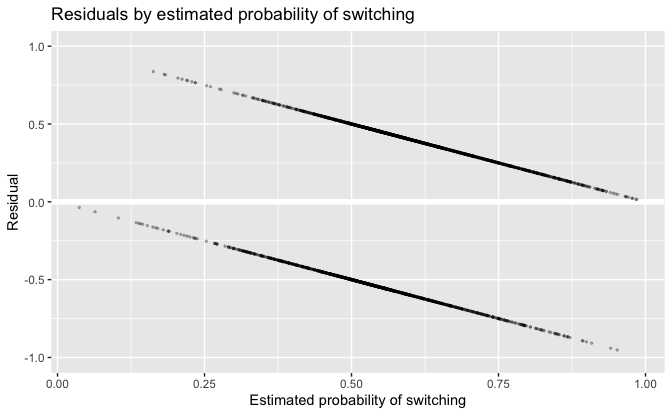 Residuals by estimated probability of switching
1.0
0.5
0.0
-0.5
-1.0
Residual
0.00 0.25 0.50 0.75 1.00
Estimated probability of switching